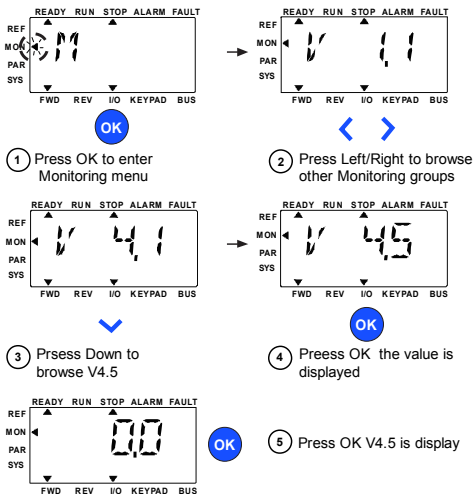 READY RUN STOP ALARM FAULT
REF
MON
PAR
SYS
M
FWD REV I/O KEYPAD BUS
OK
1 Press OK to enter
Monitoring menu
READY RUN STOP ALARM FAULT
REF
MON
PAR
SYS
V 1.1
FWD REV I/O KEYPAD BUS
2 Press Left/Right to browse
other Monitoring groups
READY RUN STOP ALARM FAULT
REF
MON
PAR
SYS
V 4.1
FWD REV I/O KEYPAD BUS
3 Prsess Down to
browse V4.5
READY RUN STOP ALARM FAULT
REF
MON
PAR
SYS
V 4.5
FWD REV I/O KEYPAD BUS
OK
4 Preess OK the value is
displayed
READY RUN STOP ALARM FAULT
REF
MON
PAR
SYS
0.0
FWD REV I/O KEYPAD BUS
OK
5 Press OK V4.5 is display